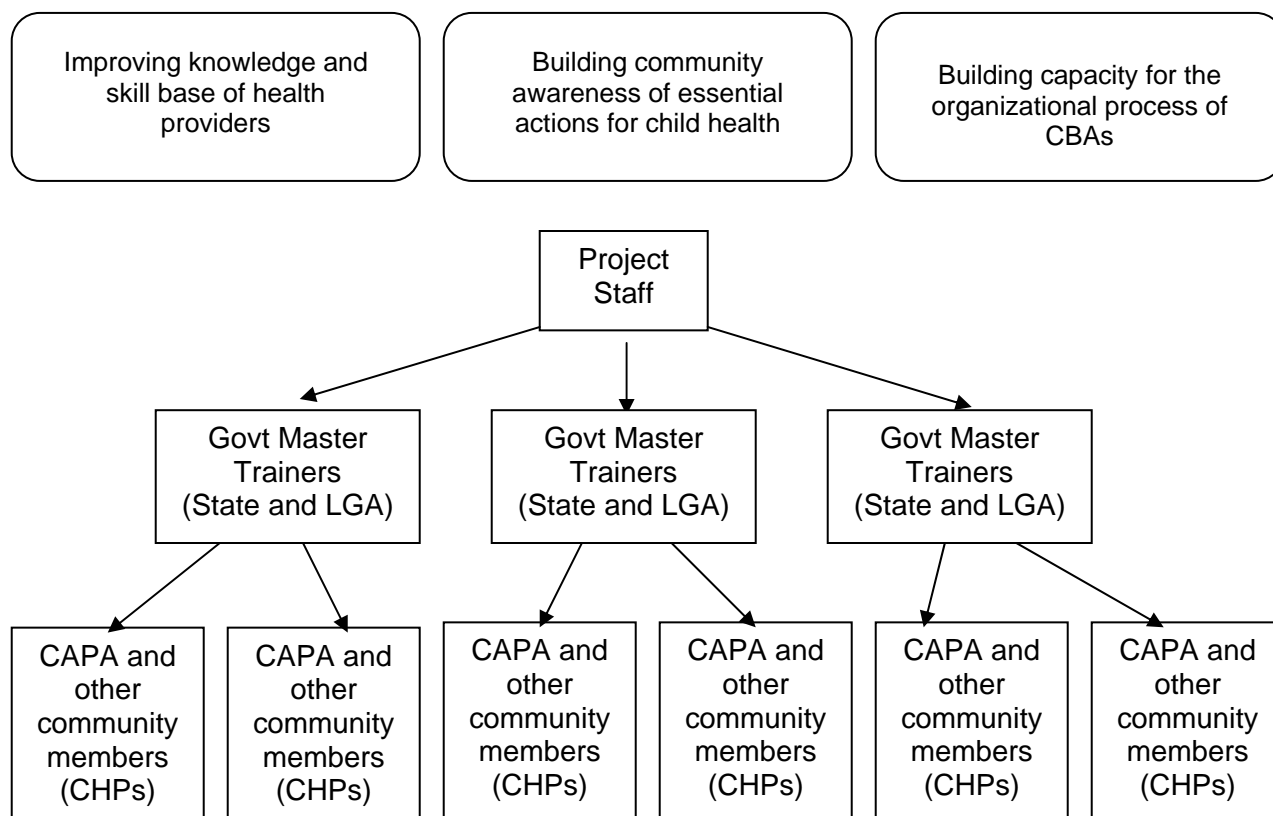 Improving knowledge and
skill base of health
providers
Building community
awareness of essential
actions for child health
Building capacity for the
organizational process of
CBAs
Project
Staff
Govt Master
Trainers
(State and LGA)
Govt Master
Trainers
(State and LGA)
Govt Master
Trainers
(State and LGA)
CAPA and
other
community
members
(CHPs)
CAPA and
other
community
members
(CHPs)
CAPA and
other
community
members
(CHPs)
CAPA and
other
community
members
(CHPs)
CAPA and
other
community
members
(CHPs)
CAPA and
other
community
members
(CHPs)